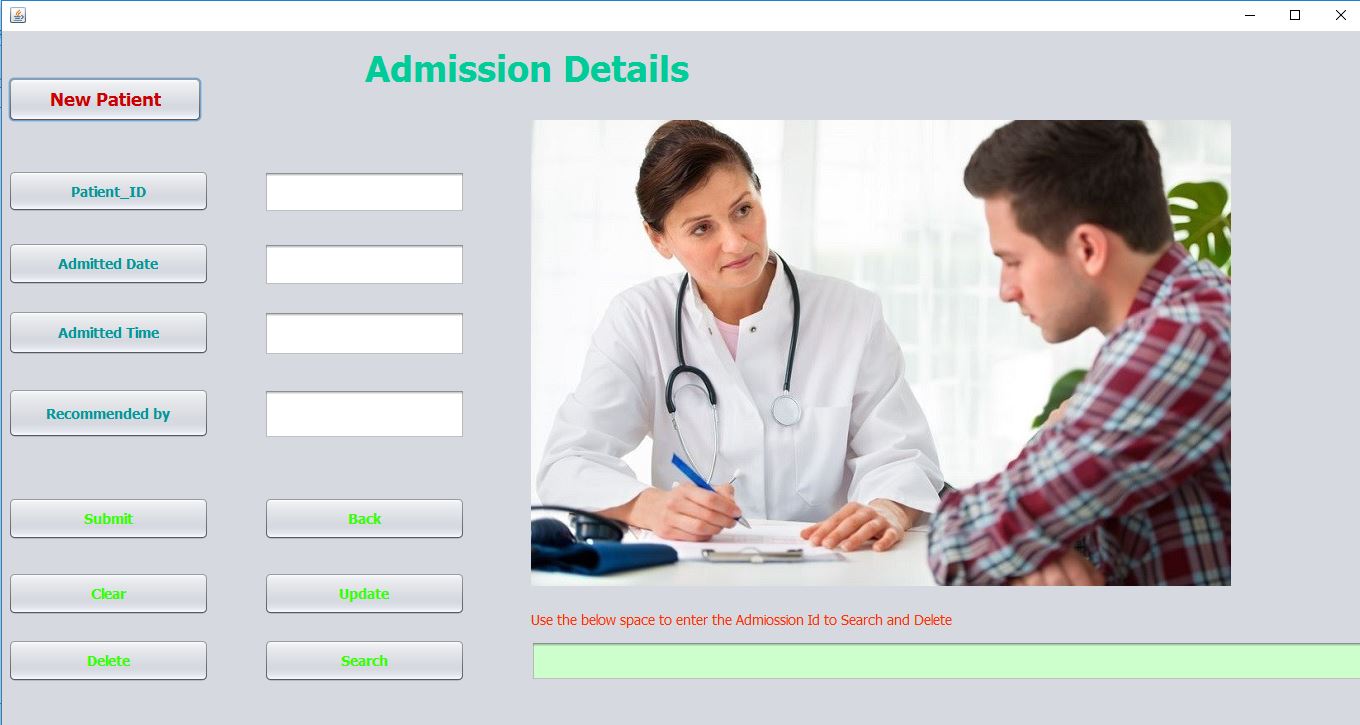 Admission Details
New Patient
Patient_ID
Admitted Date
Admitted Time
Recommended by
Submit
Back
Clear
Update
Use the below space to enter the Admiossion Id to Search and Delete
Delete
Search